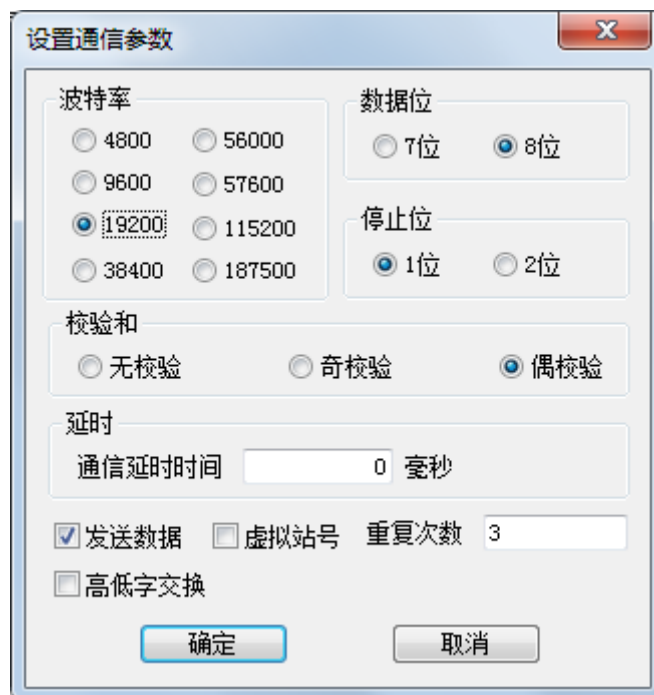 设置通信参数
波特率
4800 56000
9600 57600
19200 115200
38400 187500
数据位
7位 8位
停止位
1位 2位
校验和
无校验 奇校验 偶校验
延时
通信延时时间 0 毫秒
发送数据 虚拟站号 重复次数 3
高低字交换
确定 取消